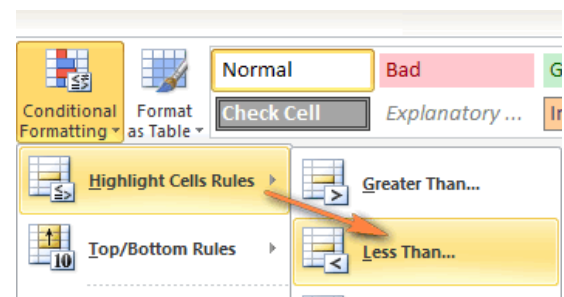 Normal
Bad
G
Conditional
Formatting
Format
as Table
Check Cell
Explanatory ...
Highlight Cells Rules
Greater Than...
Top/Bottom Rules
10
Less Than...